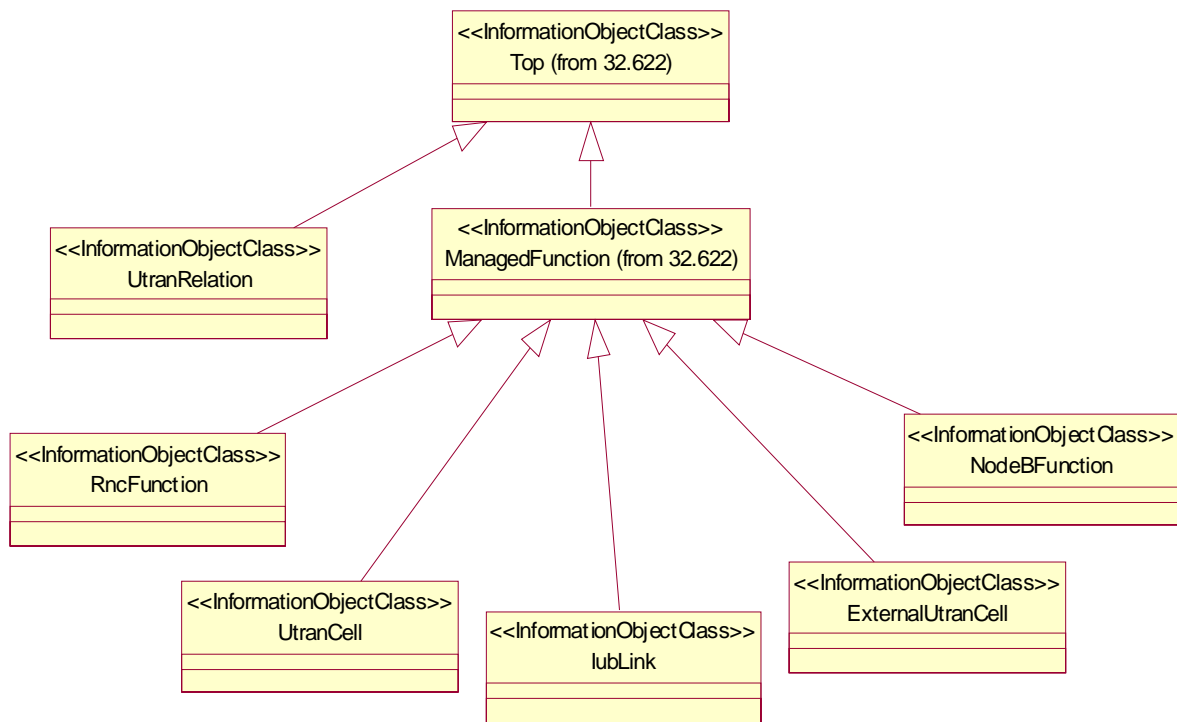 <<InformationObjectClass>>
Top (from 32.622)
<<InformationObjectClass>>
UtranRelation
<<InformationObjectClass>>
ManagedFunction (from 32.622)
<<InformationObjectClass>>
RncFunction
<<InformationObjectClass>>
UtranCell
<<InformationObjectClass>>
IubLink
<<InformationObjectClass>>
ExternalUtranCell
<<InformationObjectClass>>
NodeBFunction